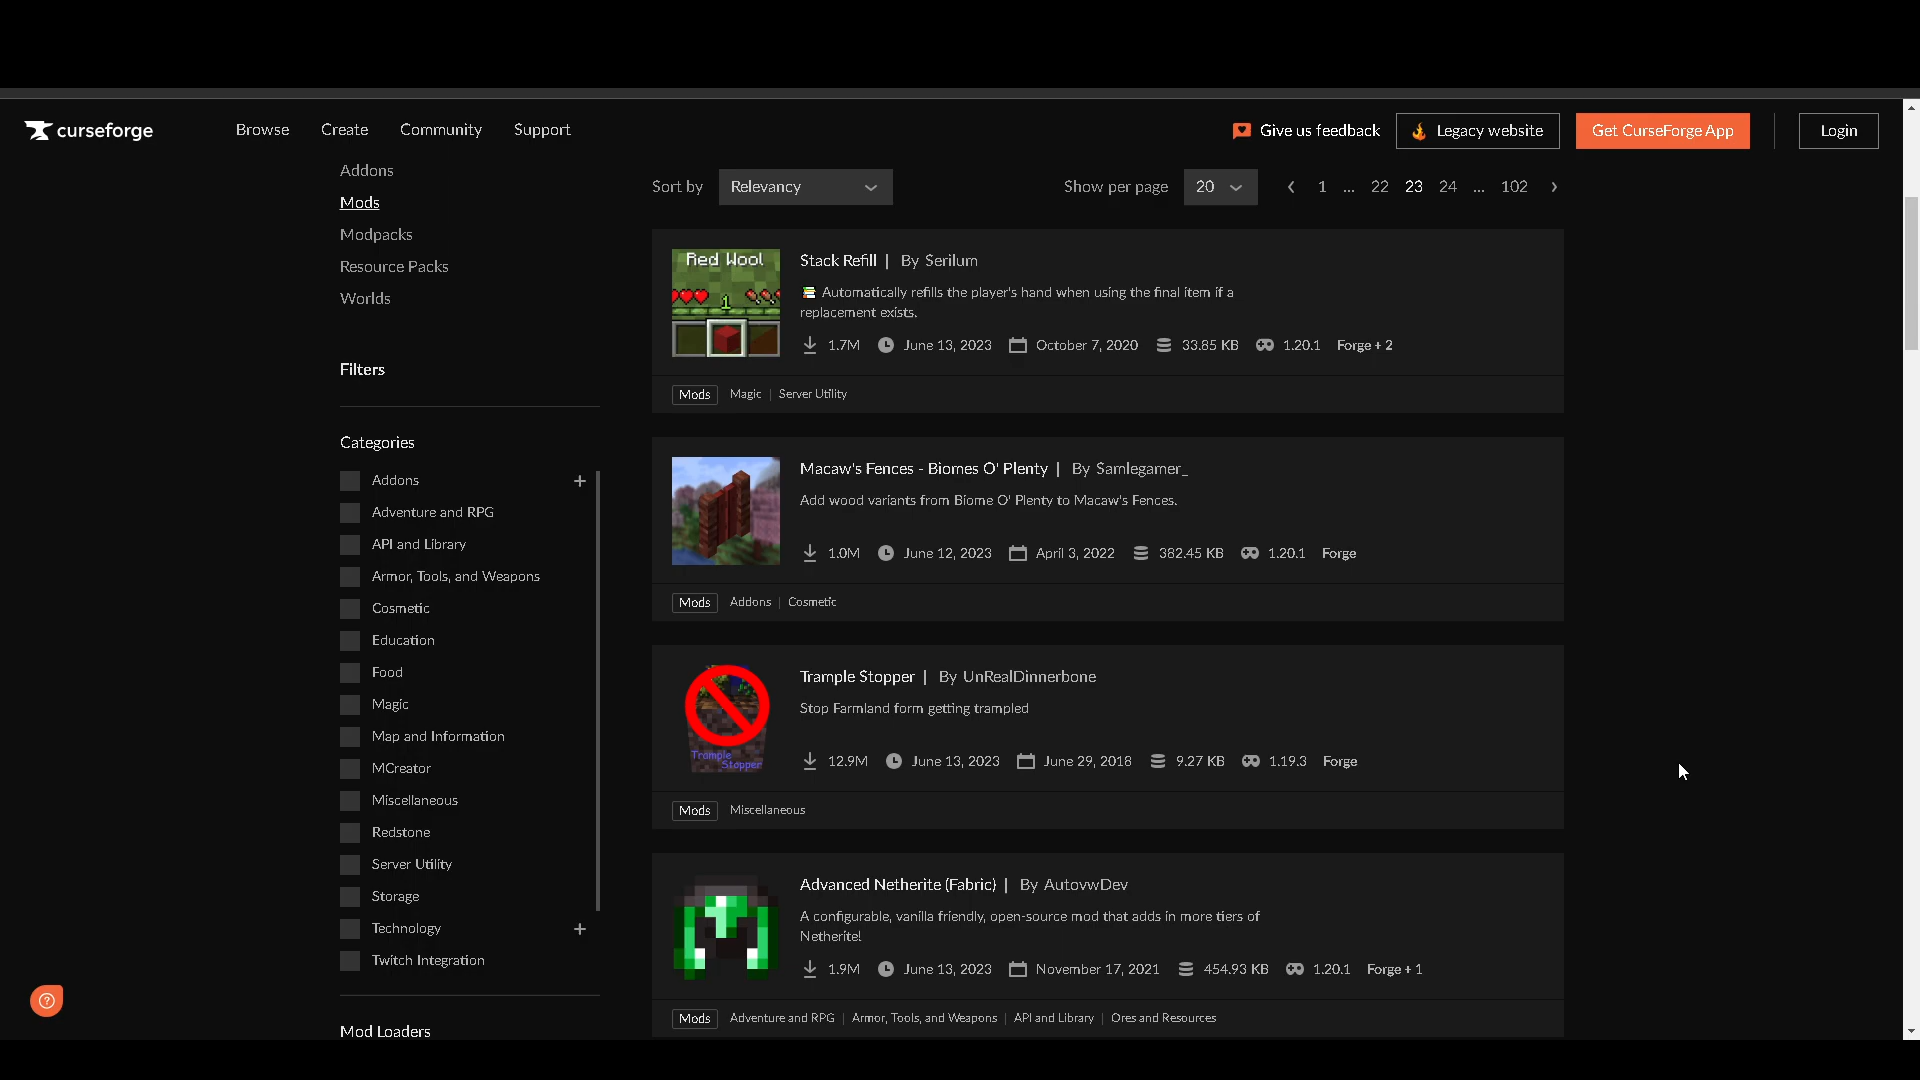 curseforge
Browse
Create
Community
Support
Give us feedback
Legacy website
Get CurseForge App
Login
Addons
Mods
Modpacks
Resource Packs
Worlds
Filters
Categories
Addons
Adventure and RPG
API and Library
Armor, Tools, and Weapons
Cosmetic
Education
Food
Magic
Map and Information
MCreator
Miscellaneous
Redstone
Server Utility
Storage
Technology
Twitch Integration
Mod Loaders
Sort by
Relevancy
Show per page
20
1 ... 22 23 24 ... 102
Red Wool
1
Stack Refill | By Serilum
Automatically refills the player's hand when using the final item if a
replacement exists.
1.7M June 13, 2023 October 7, 2020 33.85 KB 1.20.1 Forge + 2
Mods Magic | Server Utility
Macaw's Fences - Biomes O' Plenty | By Samlegamer_
Add wood variants from Biome O' Plenty to Macaw's Fences.
1.0M June 12, 2023 April 3, 2022 382.45 KB 1.20.1 Forge
Mods Addons | Cosmetic
Trample
Stopper
Trample Stopper | By UnRealDinnerbone
Stop Farmland form getting trampled
12.9M June 13, 2023 June 29, 2018 9.27 KB 1.19.3 Forge
Mods Miscellaneous
Advanced Netherite (Fabric) | By AutovwDev
A configurable, vanilla friendly, open-source mod that adds in more tiers of
Netherite!
1.9M June 13, 2023 November 17, 2021 454.93 KB 1.20.1 Forge + 1
Mods Adventure and RPG | Armor, Tools, and Weapons | API and Library | Ores and Resources